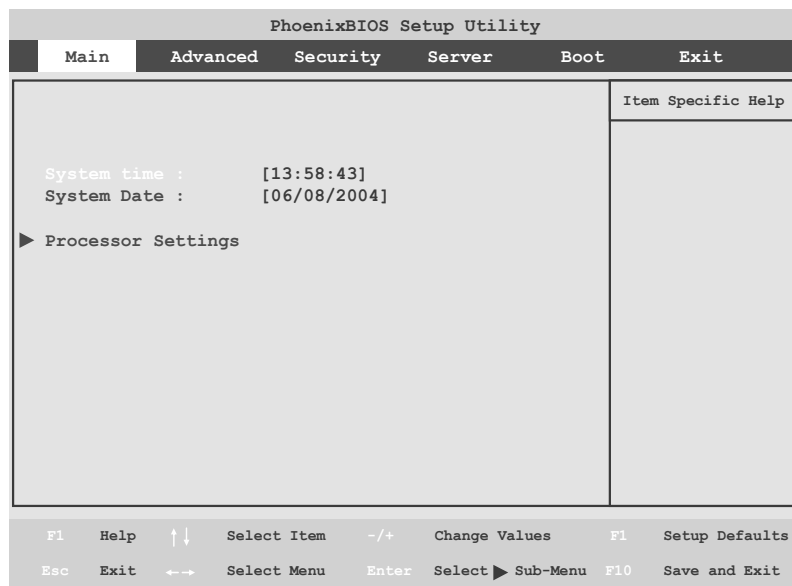 PhoenixBIOS Setup Utility
Main Advanced Security Server Boot Exit
Item Specific Help
System time : [13:58:43]
System Date : [06/08/2004]
▶ Processor Settings
F1 Help ↑↓ Select Item -/+ Change Values F1 Setup Defaults
Esc Exit ←→ Select Menu Enter Select ▶ Sub-Menu F10 Save and Exit